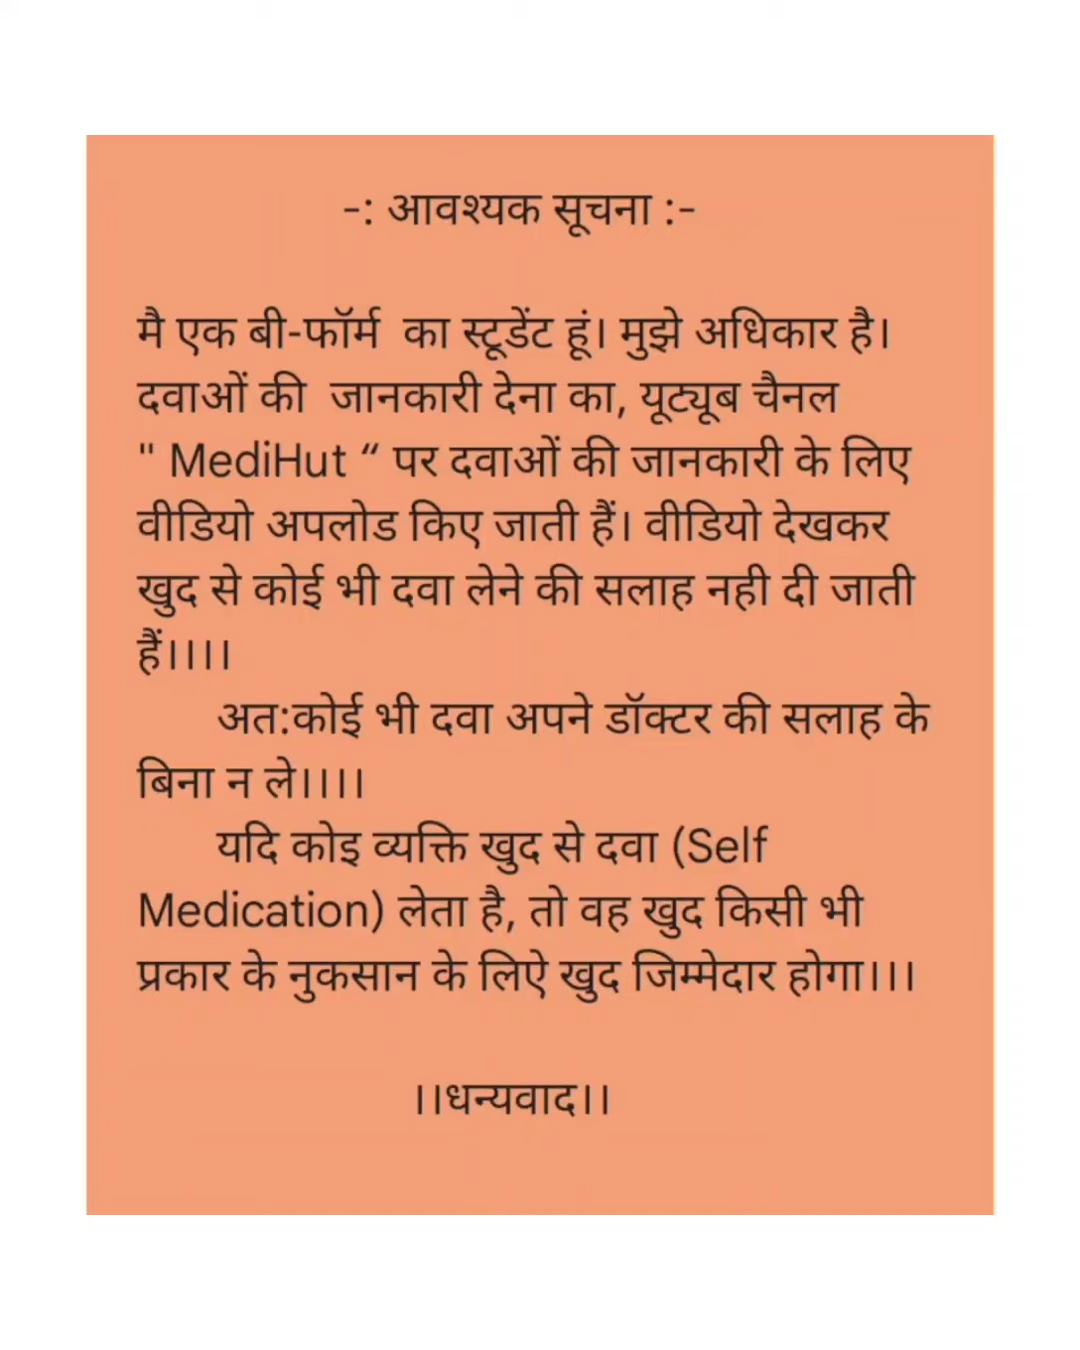 -: आवश्यक सूचना :-
मै एक बी-फॉर्म का स्टूडेंट हूं। मुझे अधिकार है।
दवाओं की जानकारी देना का, यूट्यूब चैनल
" MediHut “ पर दवाओं की जानकारी के लिए
वीडियो अपलोड किए जाती हैं। वीडियो देखकर
खुद से कोई भी दवा लेने की सलाह नही दी जाती
हैं।।।।
अत:कोई भी दवा अपने डॉक्टर की सलाह के
बिना न ले।।।।
यदि कोइ व्यक्ति खुद से दवा (Self
Medication) लेता है, तो वह खुद किसी भी
प्रकार के नुकसान के लिऐ खुद जिम्मेदार होगा।।।
।।धन्यवाद।।